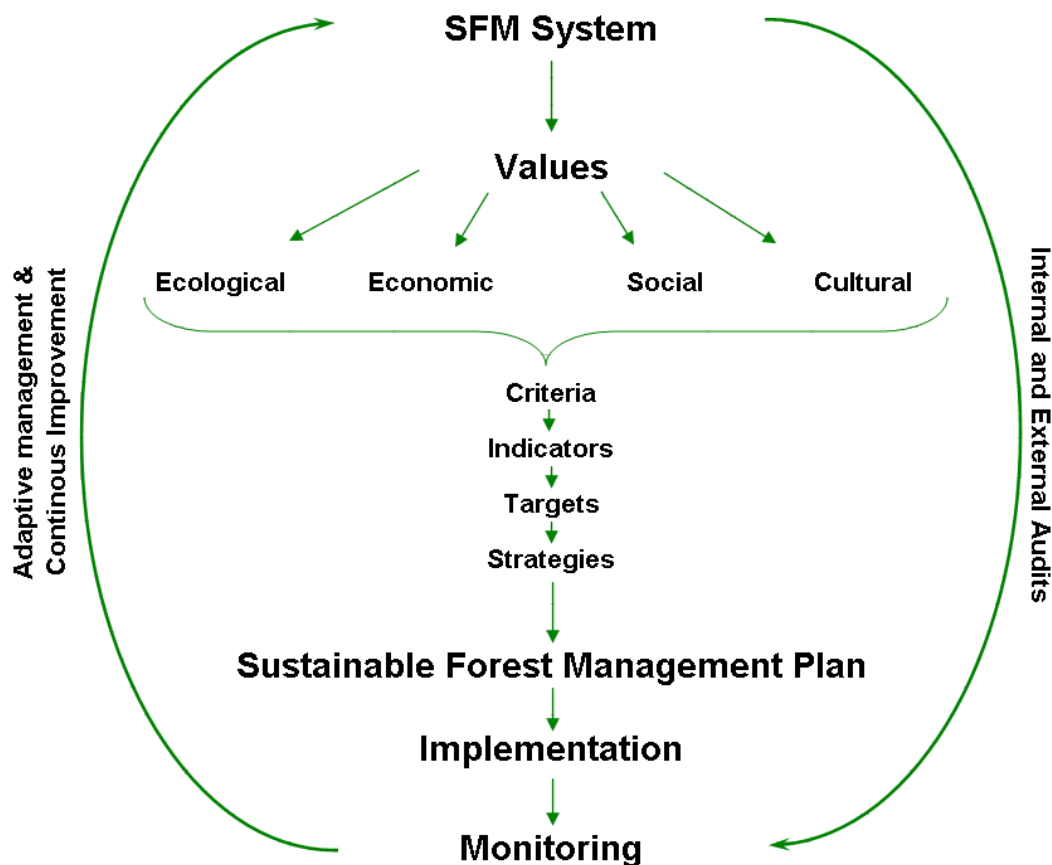 SFM System
Values
Ecological
Economic
Social
Cultural
Criteria
Indicators
Targets
Strategies
Sustainable Forest Management Plan
Implementation
Monitoring
Adaptive management &
Continous Improvement
Internal and External Audits